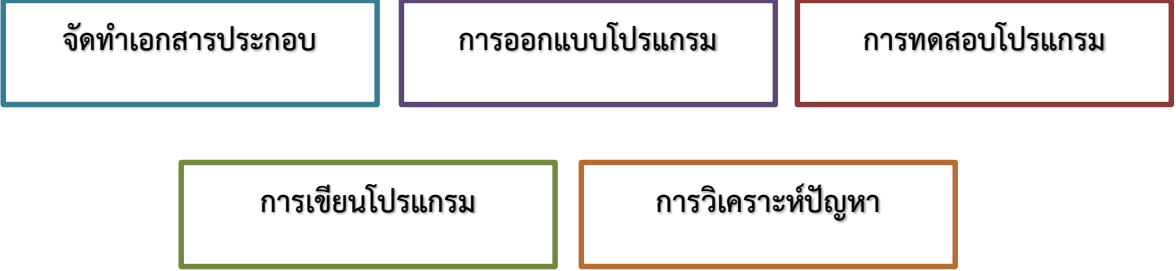 จัดทำเอกสารประกอบ
การออกแบบโปรแกรม
การทดสอบโปรแกรม
การเขียนโปรแกรม
การวิเคราะห์ปัญหา